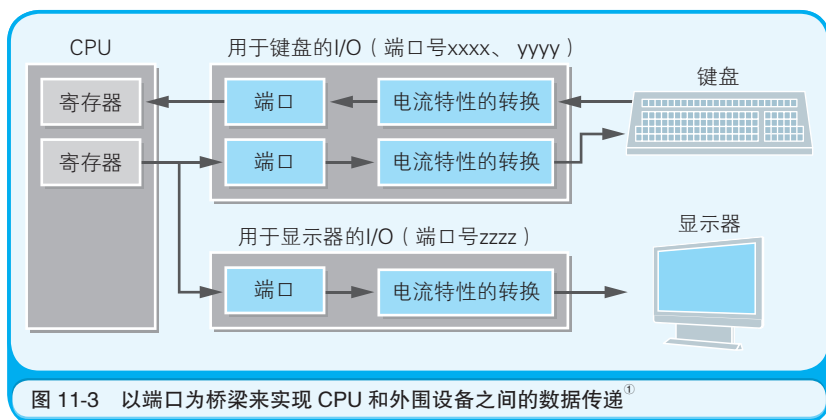 CPU
用于键盘的I/O（端口号xxxx、yyyy）
键盘
寄存器
端口
电流特性的转换
寄存器
端口
电流特性的转换
显示器
用于显示器的I/O（端口号zzzz）
端口
电流特性的转换
图 11-3 以端口为桥梁来实现 CPU 和外围设备之间的数据传递①